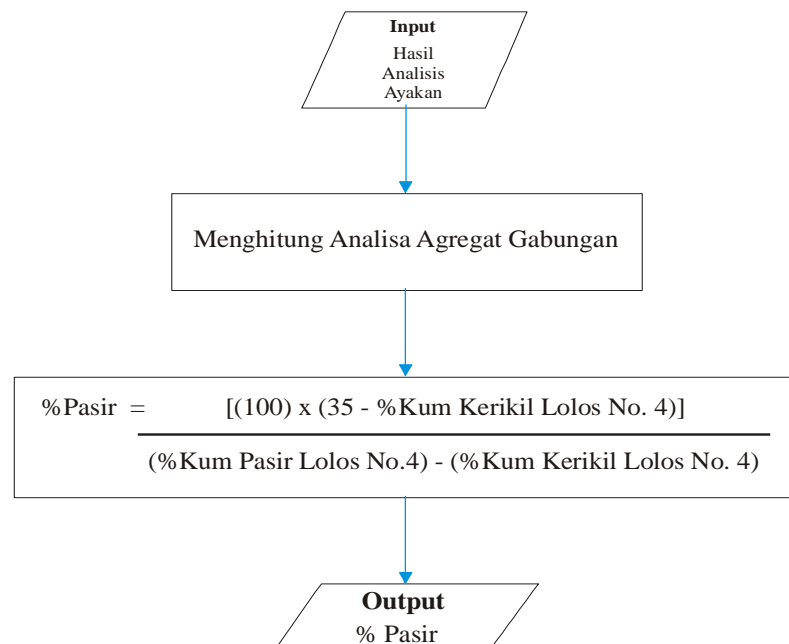 Input
Hasil
Analisis
Ayakan
Menghitung Analisa Agregat Gabungan
%Pasir = [(100) x (35 - %Kum Kerikil Lolos No. 4)]
(%Kum Pasir Lolos No.4) - (%Kum Kerikil Lolos No. 4)
Output
% Pasir